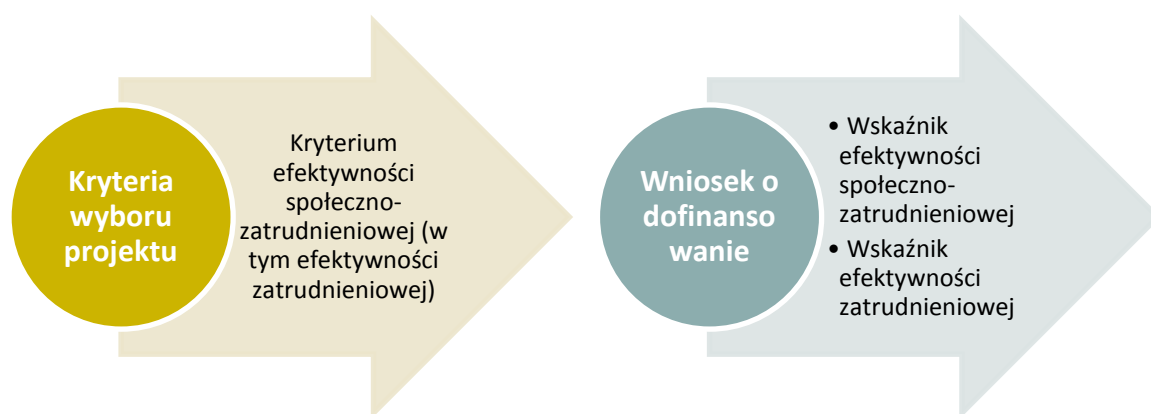 Kryteria
wyboru
projektu
Kryterium
efektywności
społeczno-
zatrudnieniowej (w
tym efektywności
zatrudnieniowej)
Wniosek o
dofinanso
wanie
• Wskaźnik
efektywności
społeczno-
zatrudnieniowej
• Wskaźnik
efektywności
zatrudnieniowej